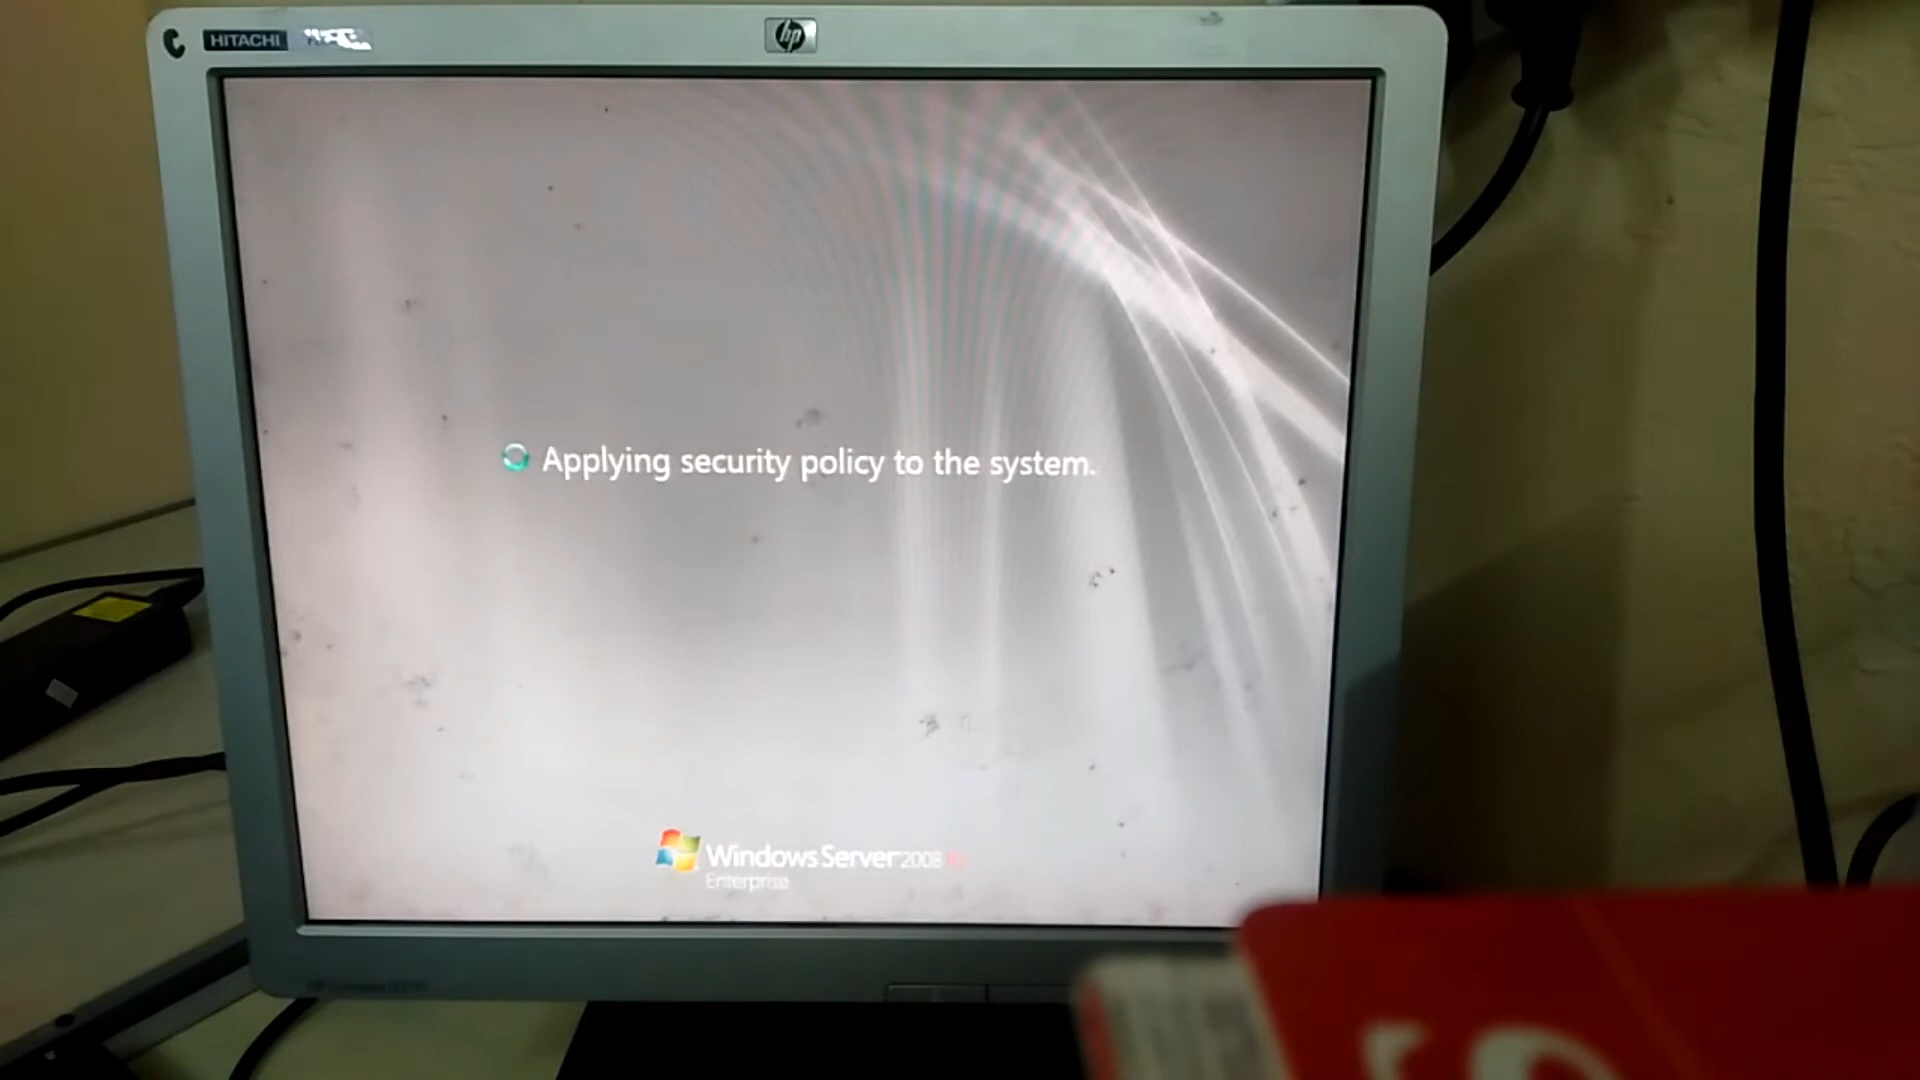 HITACHI
hp
Applying security policy to the system.
Windows Server 2008
Enterprise